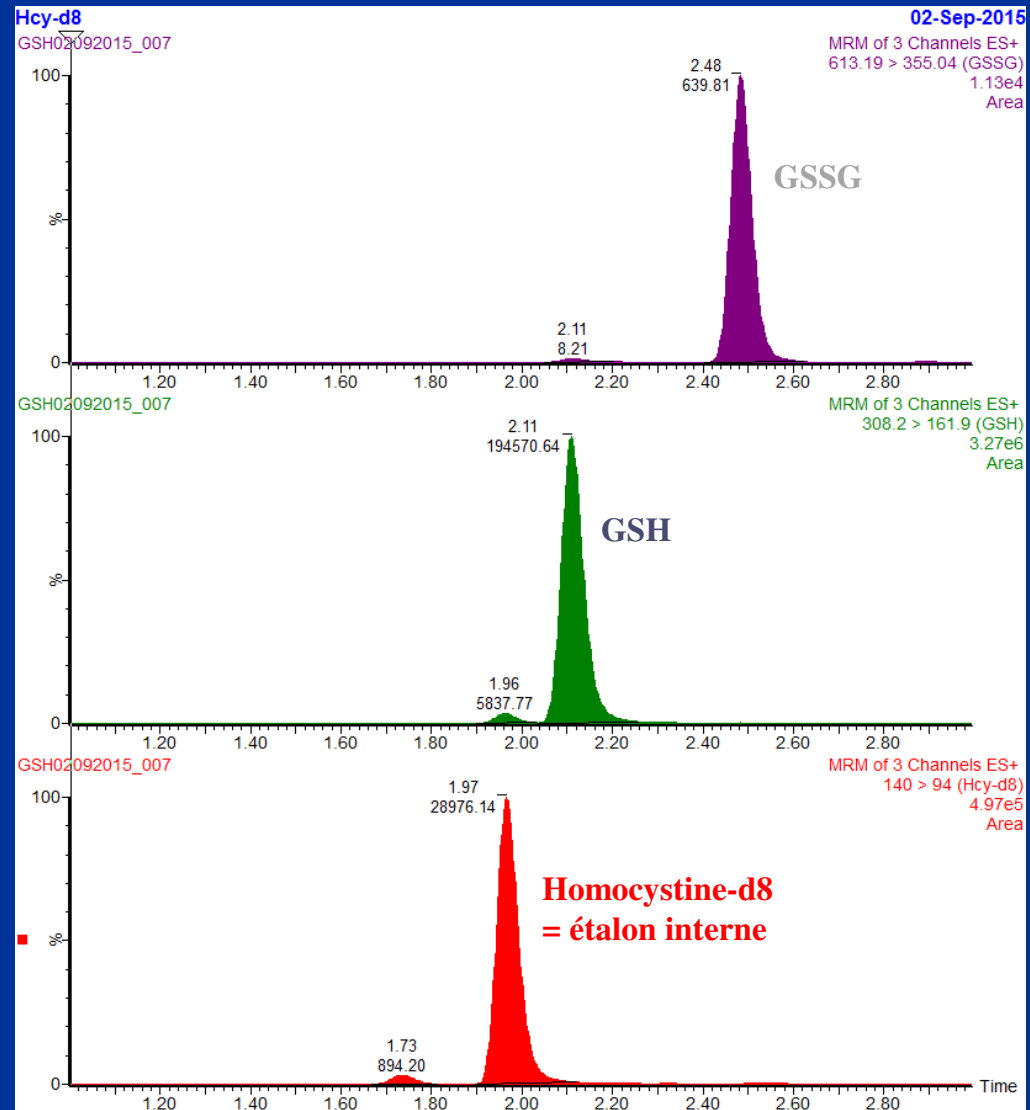 Hcy-d8
02-Sep-2015
GSH02092015_007
MRM of 3 Channels ES+
613.19 > 355.04 (GSSG)
1.13e4
Area
100
%
0
2.48
639.81
GSSG
2.11
8.21
1.20 1.40 1.60 1.80 2.00 2.20 2.40 2.60 2.80
GSH02092015_007
MRM of 3 Channels ES+
308.2 > 161.9 (GSH)
3.27e6
Area
100
%
0
2.11
194570.64
GSH
1.96
5837.77
1.20 1.40 1.60 1.80 2.00 2.20 2.40 2.60 2.80
GSH02092015_007
MRM of 3 Channels ES+
140 > 94 (Hcy-d8)
4.97e5
Area
100
%
0
1.97
28976.14
Homocystine-d8
= étalon interne
1.73
894.20
Time
1.20 1.40 1.60 1.80 2.00 2.20 2.40 2.60 2.80